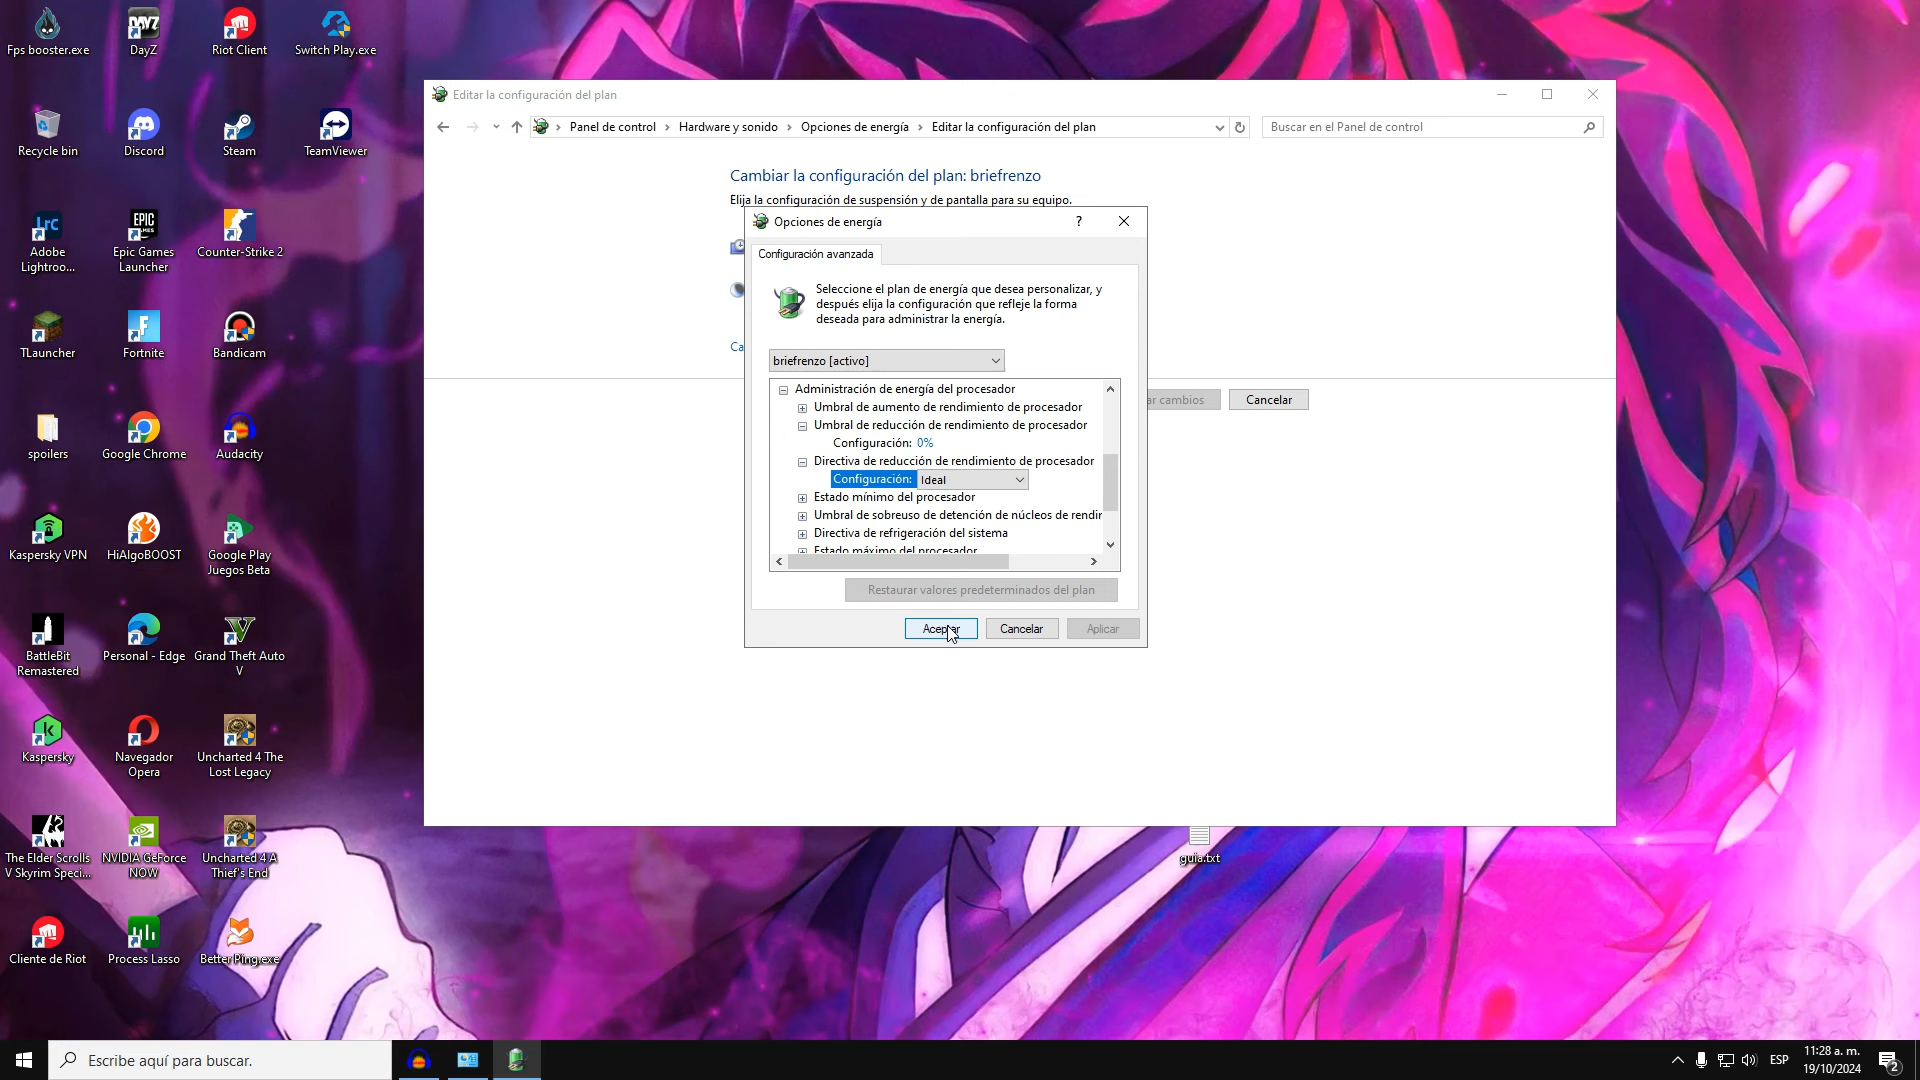 Fps booster.exe
DayZ
Riot Client
Switch Play.exe
Recycle bin
Discord
Steam
TeamViewer
Adobe
Lightroo...
Epic Games
Launcher
Counter-Strike 2
TLauncher
Fortnite
Bandicam
spoilers
Google Chrome
Audacity
Kaspersky VPN
HiAlgoBOOST
Google Play
Juegos Beta
BattleBit
Remastered
Personal - Edge
Grand Theft Auto
V
Kaspersky
Navegador
Opera
Uncharted 4 The
Lost Legacy
The Elder Scrolls
V Skyrim Speci...
NVIDIA GeForce
NOW
Uncharted 4 A
Thief's End
Cliente de Riot
Process Lasso
Better Ping.exe
guia.txt
Editar la configuración del plan
Panel de control > Hardware y sonido > Opciones de energía > Editar la configuración del plan
Buscar en el Panel de control
Cambiar la configuración del plan: briefrenzo
Elija la configuración de suspensión y de pantalla para su equipo.
Ca
ar cambios
Cancelar
Opciones de energía
?
Configuración avanzada
Seleccione el plan de energía que desea personalizar, y
después elija la configuración que refleje la forma
deseada para administrar la energía.
briefrenzo [activo]
Administración de energía del procesador
Umbral de aumento de rendimiento de procesador
Umbral de reducción de rendimiento de procesador
Configuración: 0%
Directiva de reducción de rendimiento de procesador
Configuración: Ideal
Estado mínimo del procesador
Umbral de sobreuso de detención de núcleos de rendir
Directiva de refrigeración del sistema
Estado máximo del procesador
Restaurar valores predeterminados del plan
Aceptar
Cancelar
Aplicar
Escribe aquí para buscar.
ESP
11:28 a. m.
19/10/2024
2